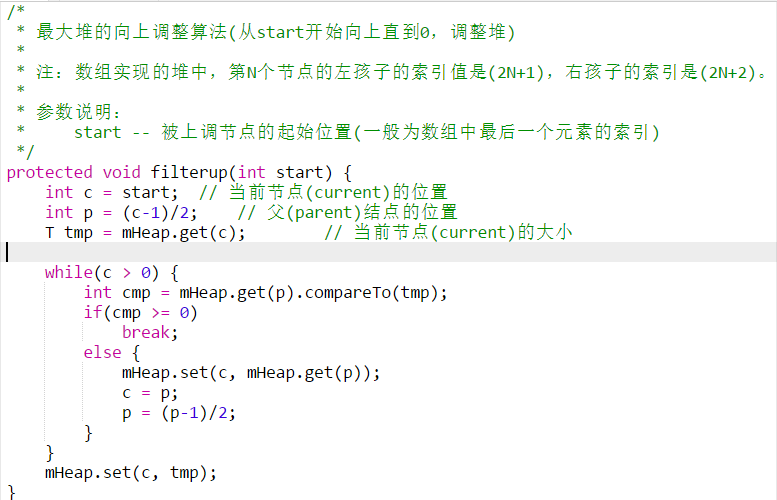 /*
 * 最大堆的向上调整算法(从start开始向上直到0，调整堆)
 *
 * 注：数组实现的堆中，第N个节点的左孩子的索引值是(2N+1)，右孩子的索引是(2N+2)。
 *
 * 参数说明：
 *     start -- 被上调节点的起始位置(一般为数组中最后一个元素的索引)
 */
protected void filterup(int start) {
    int c = start;  // 当前节点(current)的位置
    int p = (c-1)/2;    // 父(parent)结点的位置
    T tmp = mHeap.get(c);        // 当前节点(current)的大小
    while(c > 0) {
        int cmp = mHeap.get(p).compareTo(tmp);
        if(cmp >= 0)
            break;
        else {
            mHeap.set(c, mHeap.get(p));
            c = p;
            p = (p-1)/2;
        }
    }
    mHeap.set(c, tmp);
}